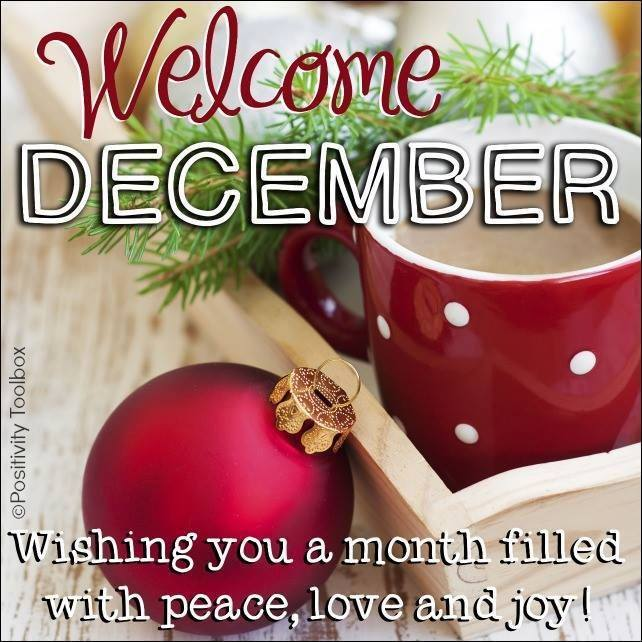 Welcome
DECEMBER
©Positivity Toolbox
Wishing you a month filled
with peace, love and joy!